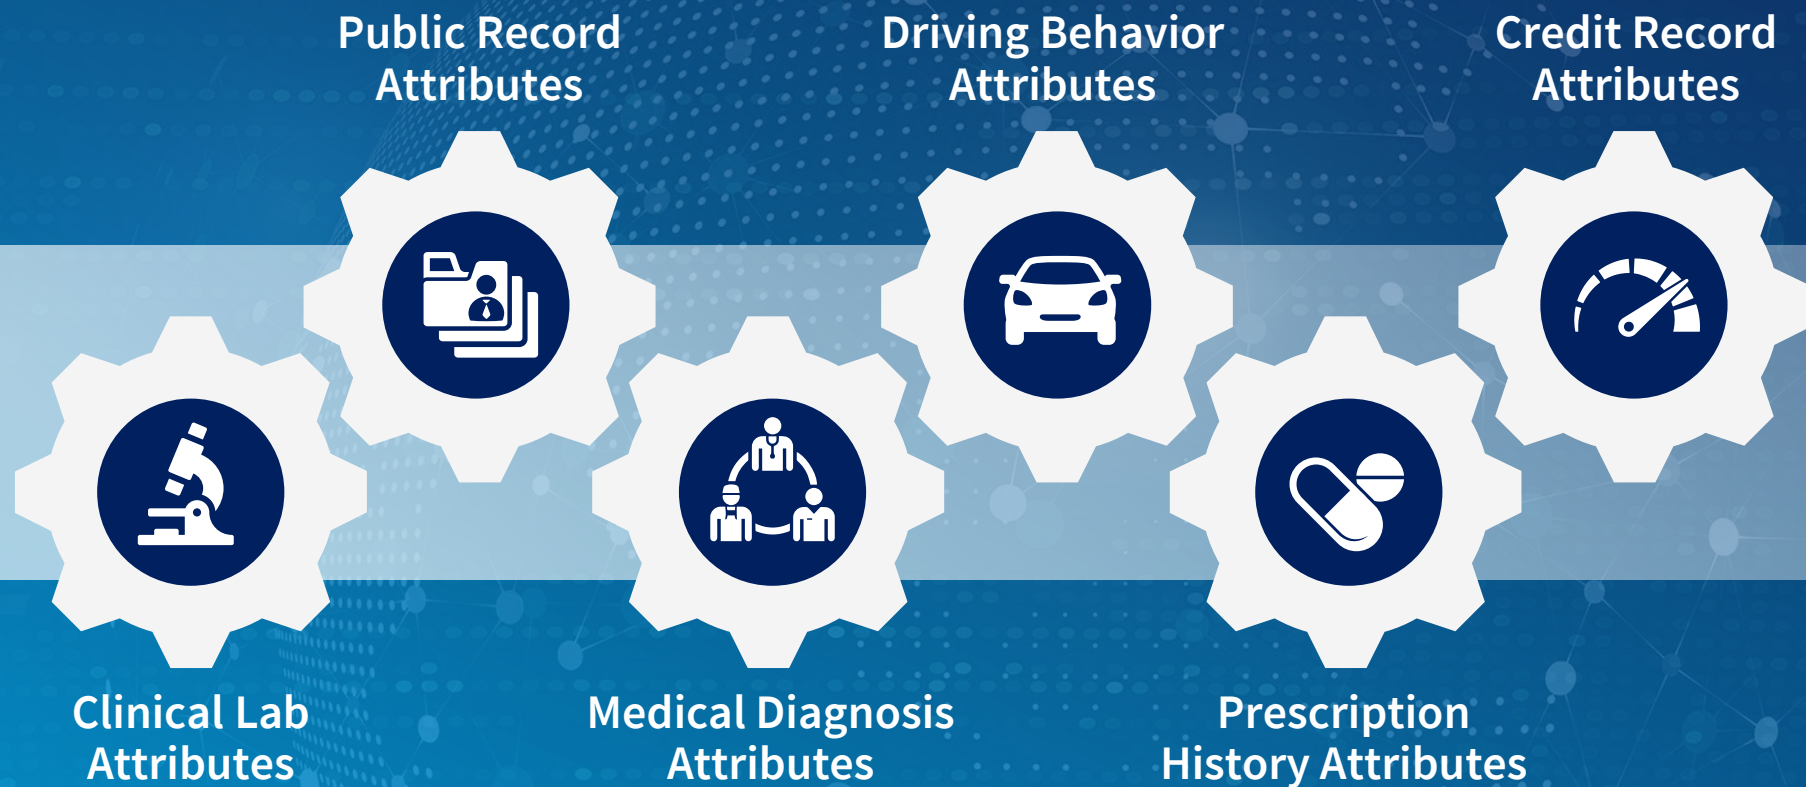 Public Record
Attributes
Driving Behavior
Attributes
Credit Record
Attributes
Clinical Lab
Attributes
Medical Diagnosis
Attributes
Prescription
History Attributes